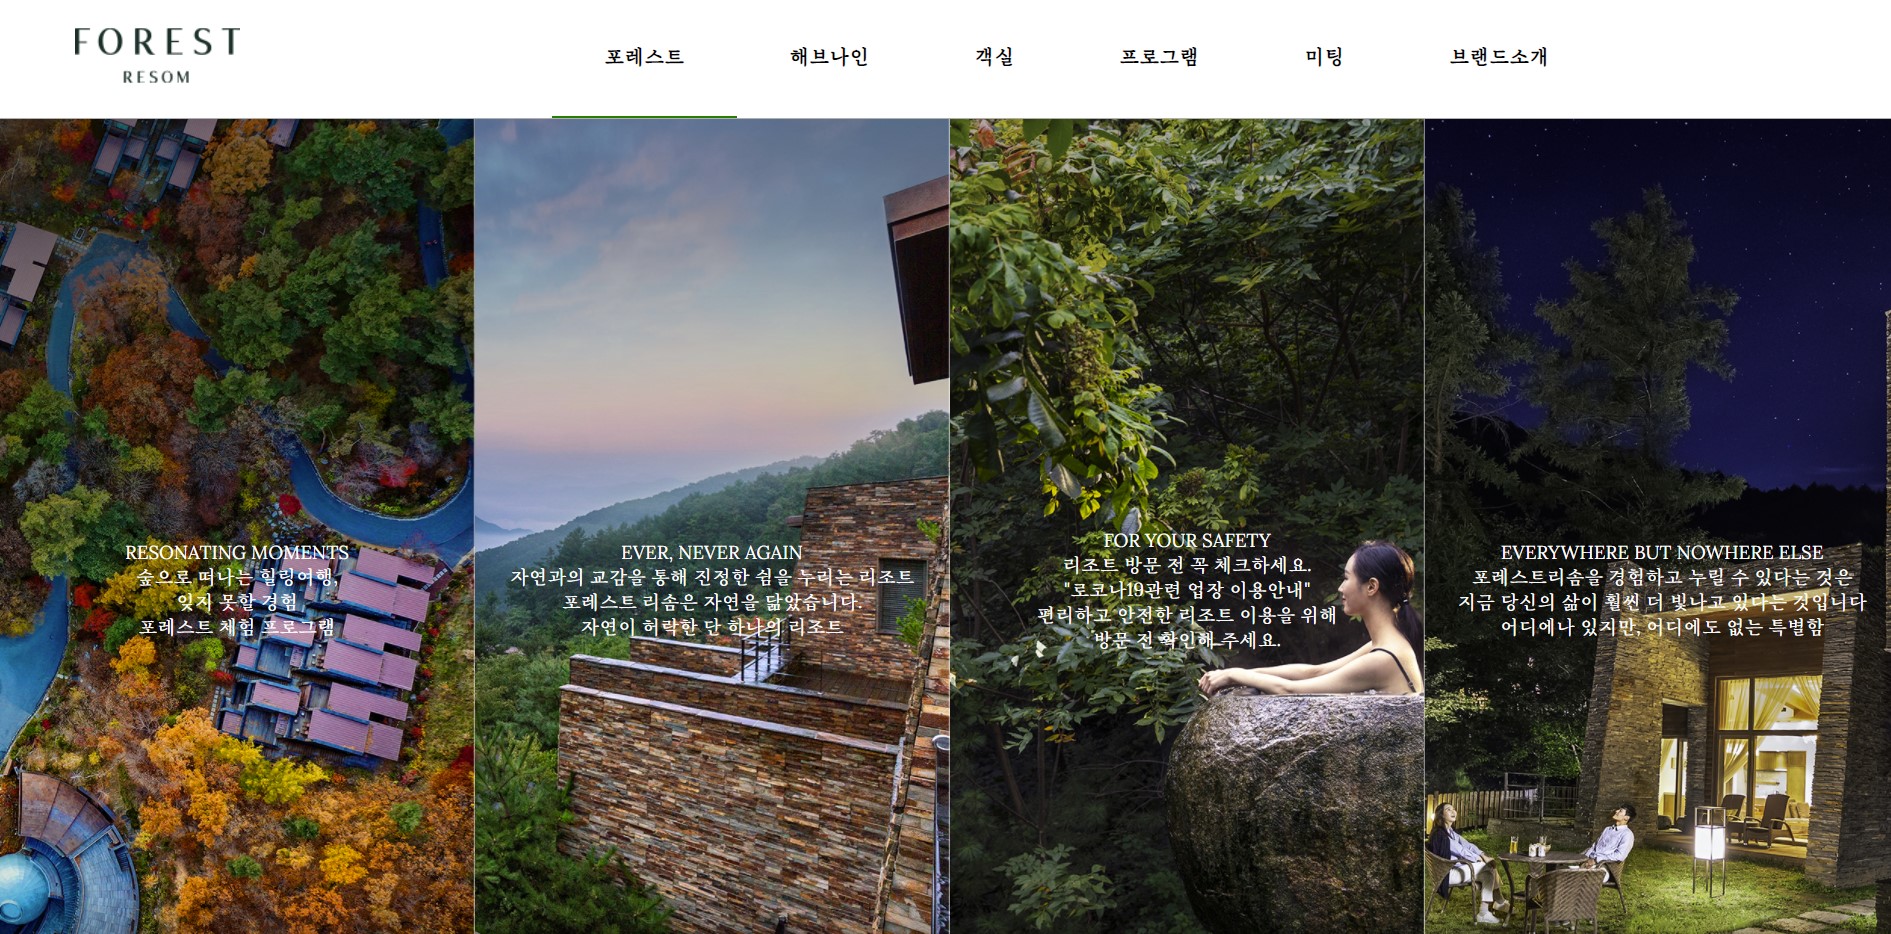 FOREST
RESOM
포레스트
해브나인
객실
프로그램
미팅
브랜드소개
RESONATING MOMENTS
숲으로 떠나는 힐링여행,
잊지 못할 경험
포레스트 체험 프로그램
EVER, NEVER AGAIN
자연과의 교감을 통해 진정한 쉼을 누리는 리조트
포레스트 리솜은 자연을 닮았습니다.
자연이 허락한 단 하나의 리조트
FOR YOUR SAFETY
리조트 방문 전 꼭 체크하세요.
"로코나19관련 업장 이용안내"
편리하고 안전한 리조트 이용을 위해
방문 전 확인해 주세요.
EVERYWHERE BUT NOWHERE ELSE
포레스트리솜을 경험하고 누릴 수 있다는 것은
지금 당신의 삶이 훨씬 더 빛나고 있다는 것입니다
어디에나 있지만, 어디에도 없는 특별함